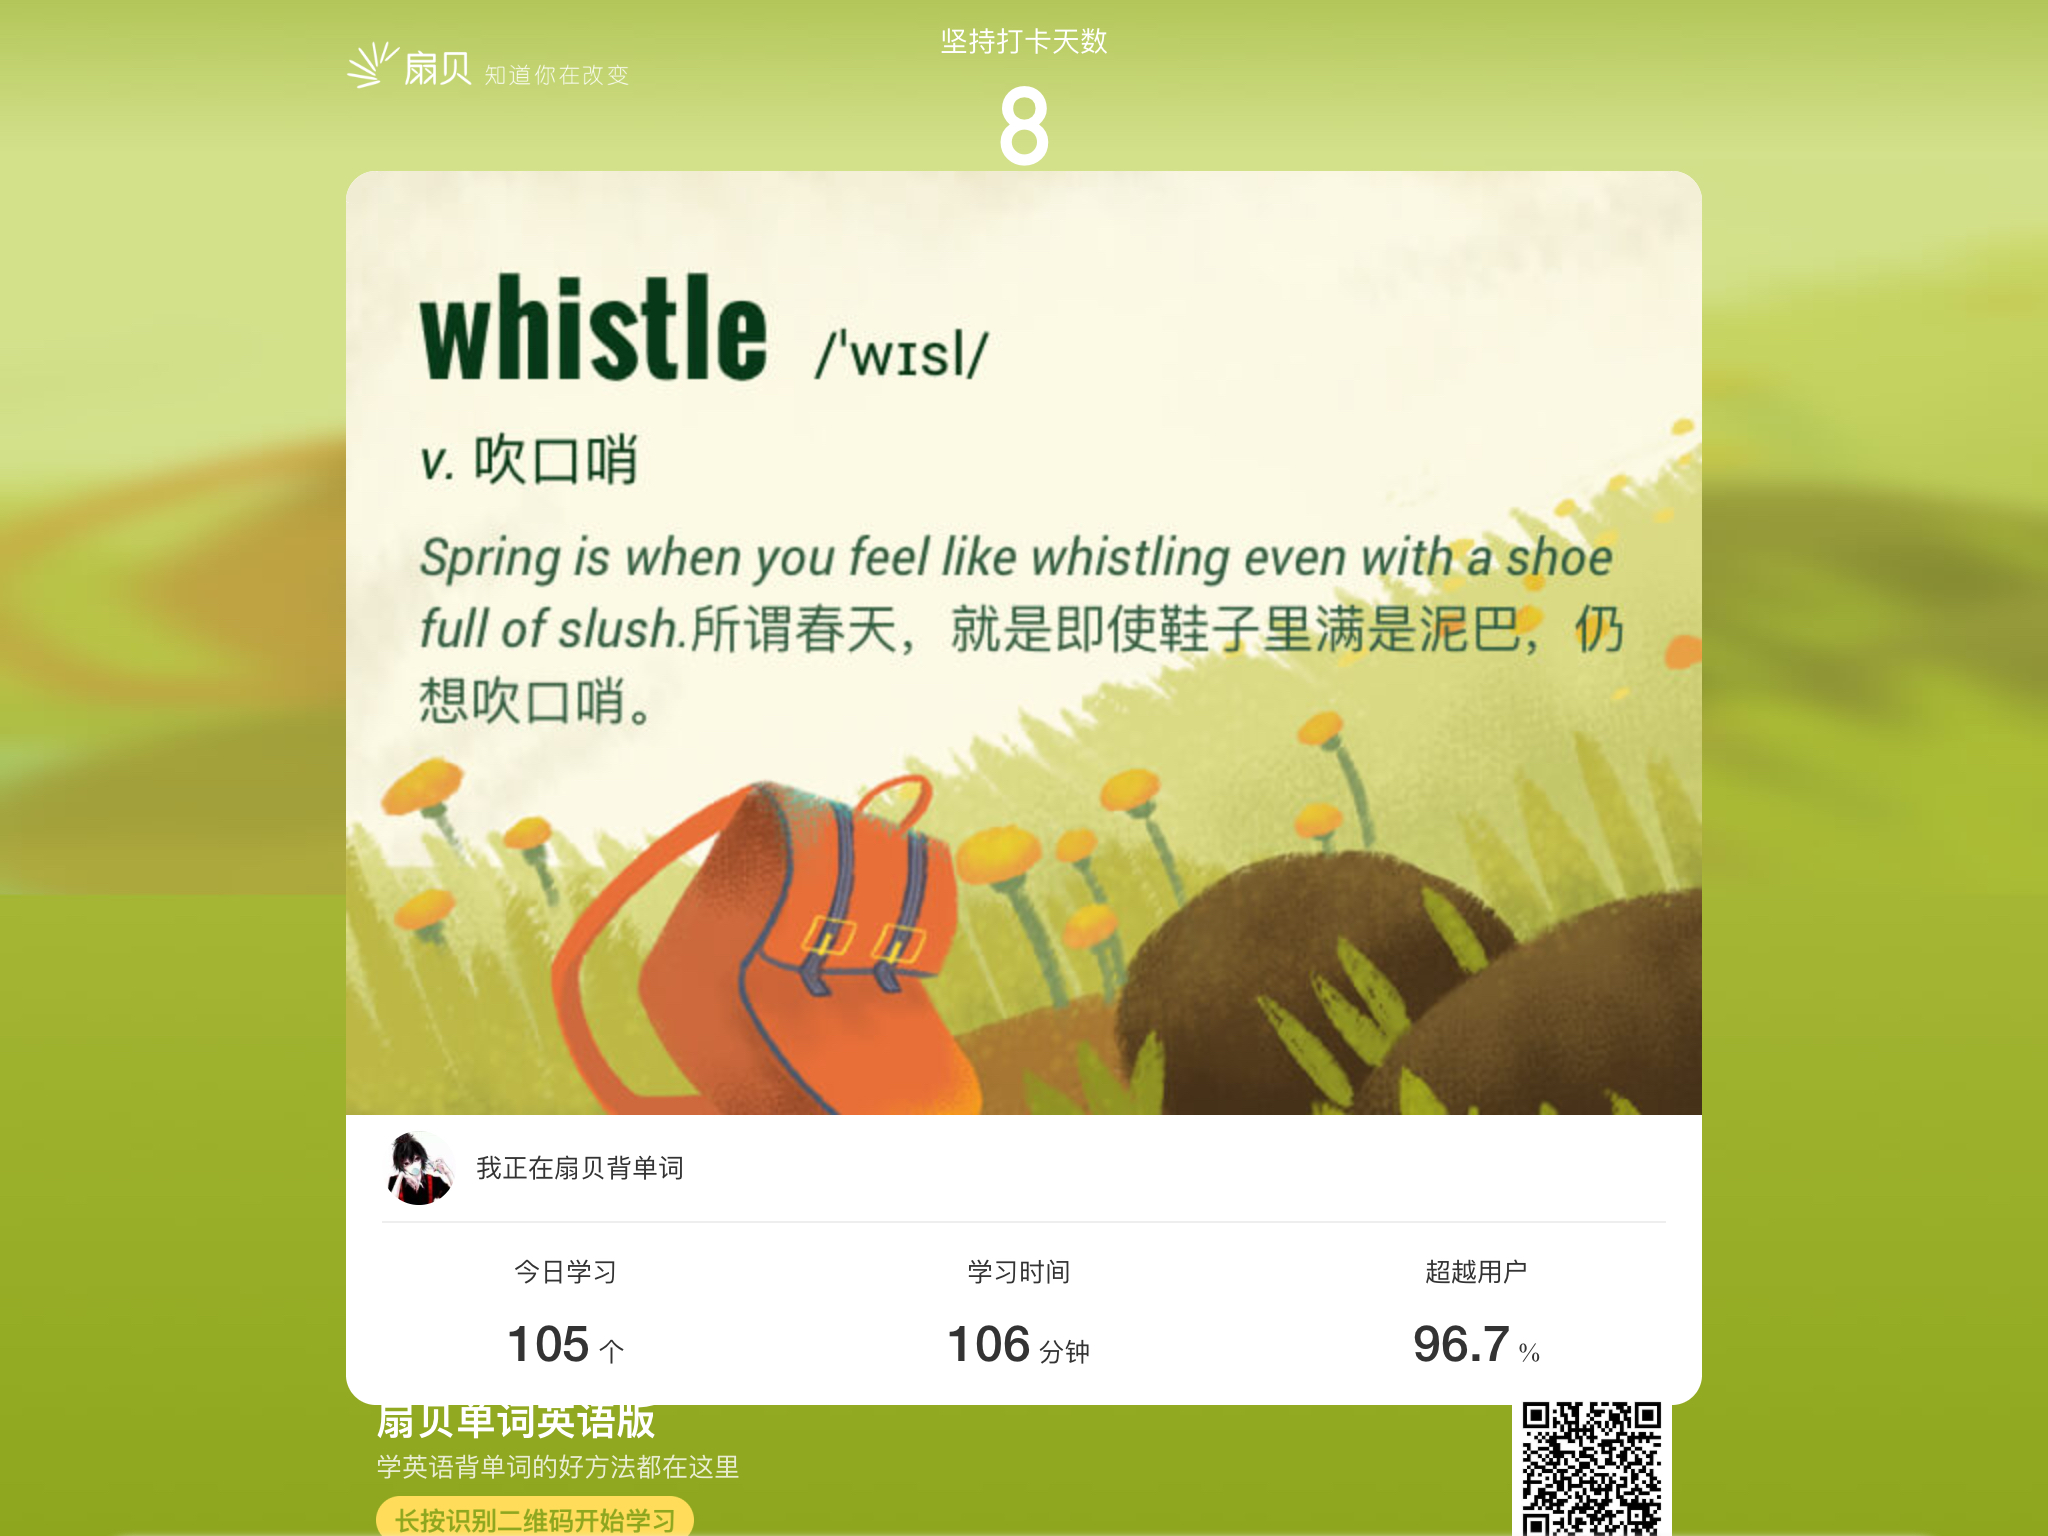 扇贝 知道你在改变
坚持打卡天数
8
whistle /ˈwɪsl/
v. 吹口哨
Spring is when you feel like whistling even with a shoe
full of slush.所谓春天，就是即使鞋子里满是泥巴，仍
想吹口哨。
我正在扇贝背单词
今日学习 学习时间 超越用户
105 个 106 分钟 96.7 %
扇贝单词英语版
学英语背单词的好方法都在这里
长按识别二维码开始学习